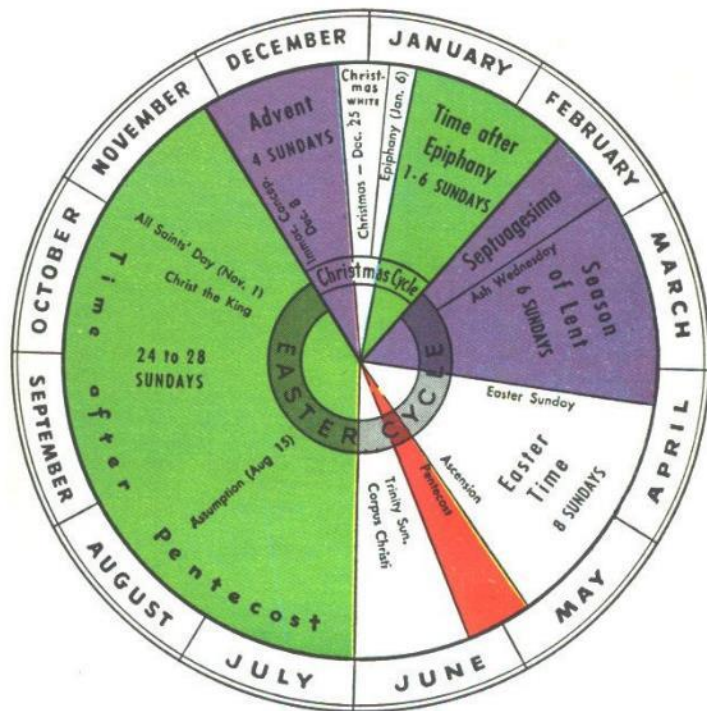 JANUARY
FEBRUARY
MARCH
APRIL
MAY
JUNE
JULY
AUGUST
SEPTEMBER
OCTOBER
NOVEMBER
DECEMBER
Advent
4 SUNDAYS
Immac. Concep.
Dec. 8
Christ-
mas
WHITE
Christmas — Dec. 25
Epiphany (Jan. 6)
Time after
Epiphany
1-6 SUNDAYS
Septuagesima
Ash Wednesday
Season
of Lent
6 SUNDAYS
Easter Sunday
Easter
Time
8 SUNDAYS
Ascension
Pentecost
Trinity Sun.
Corpus Christi
Time after Pentecost
24 to 28
SUNDAYS
Assumption (Aug 15)
Christ the King
All Saints' Day (Nov. 1)
Christmas Cycle
EASTER CYCLE